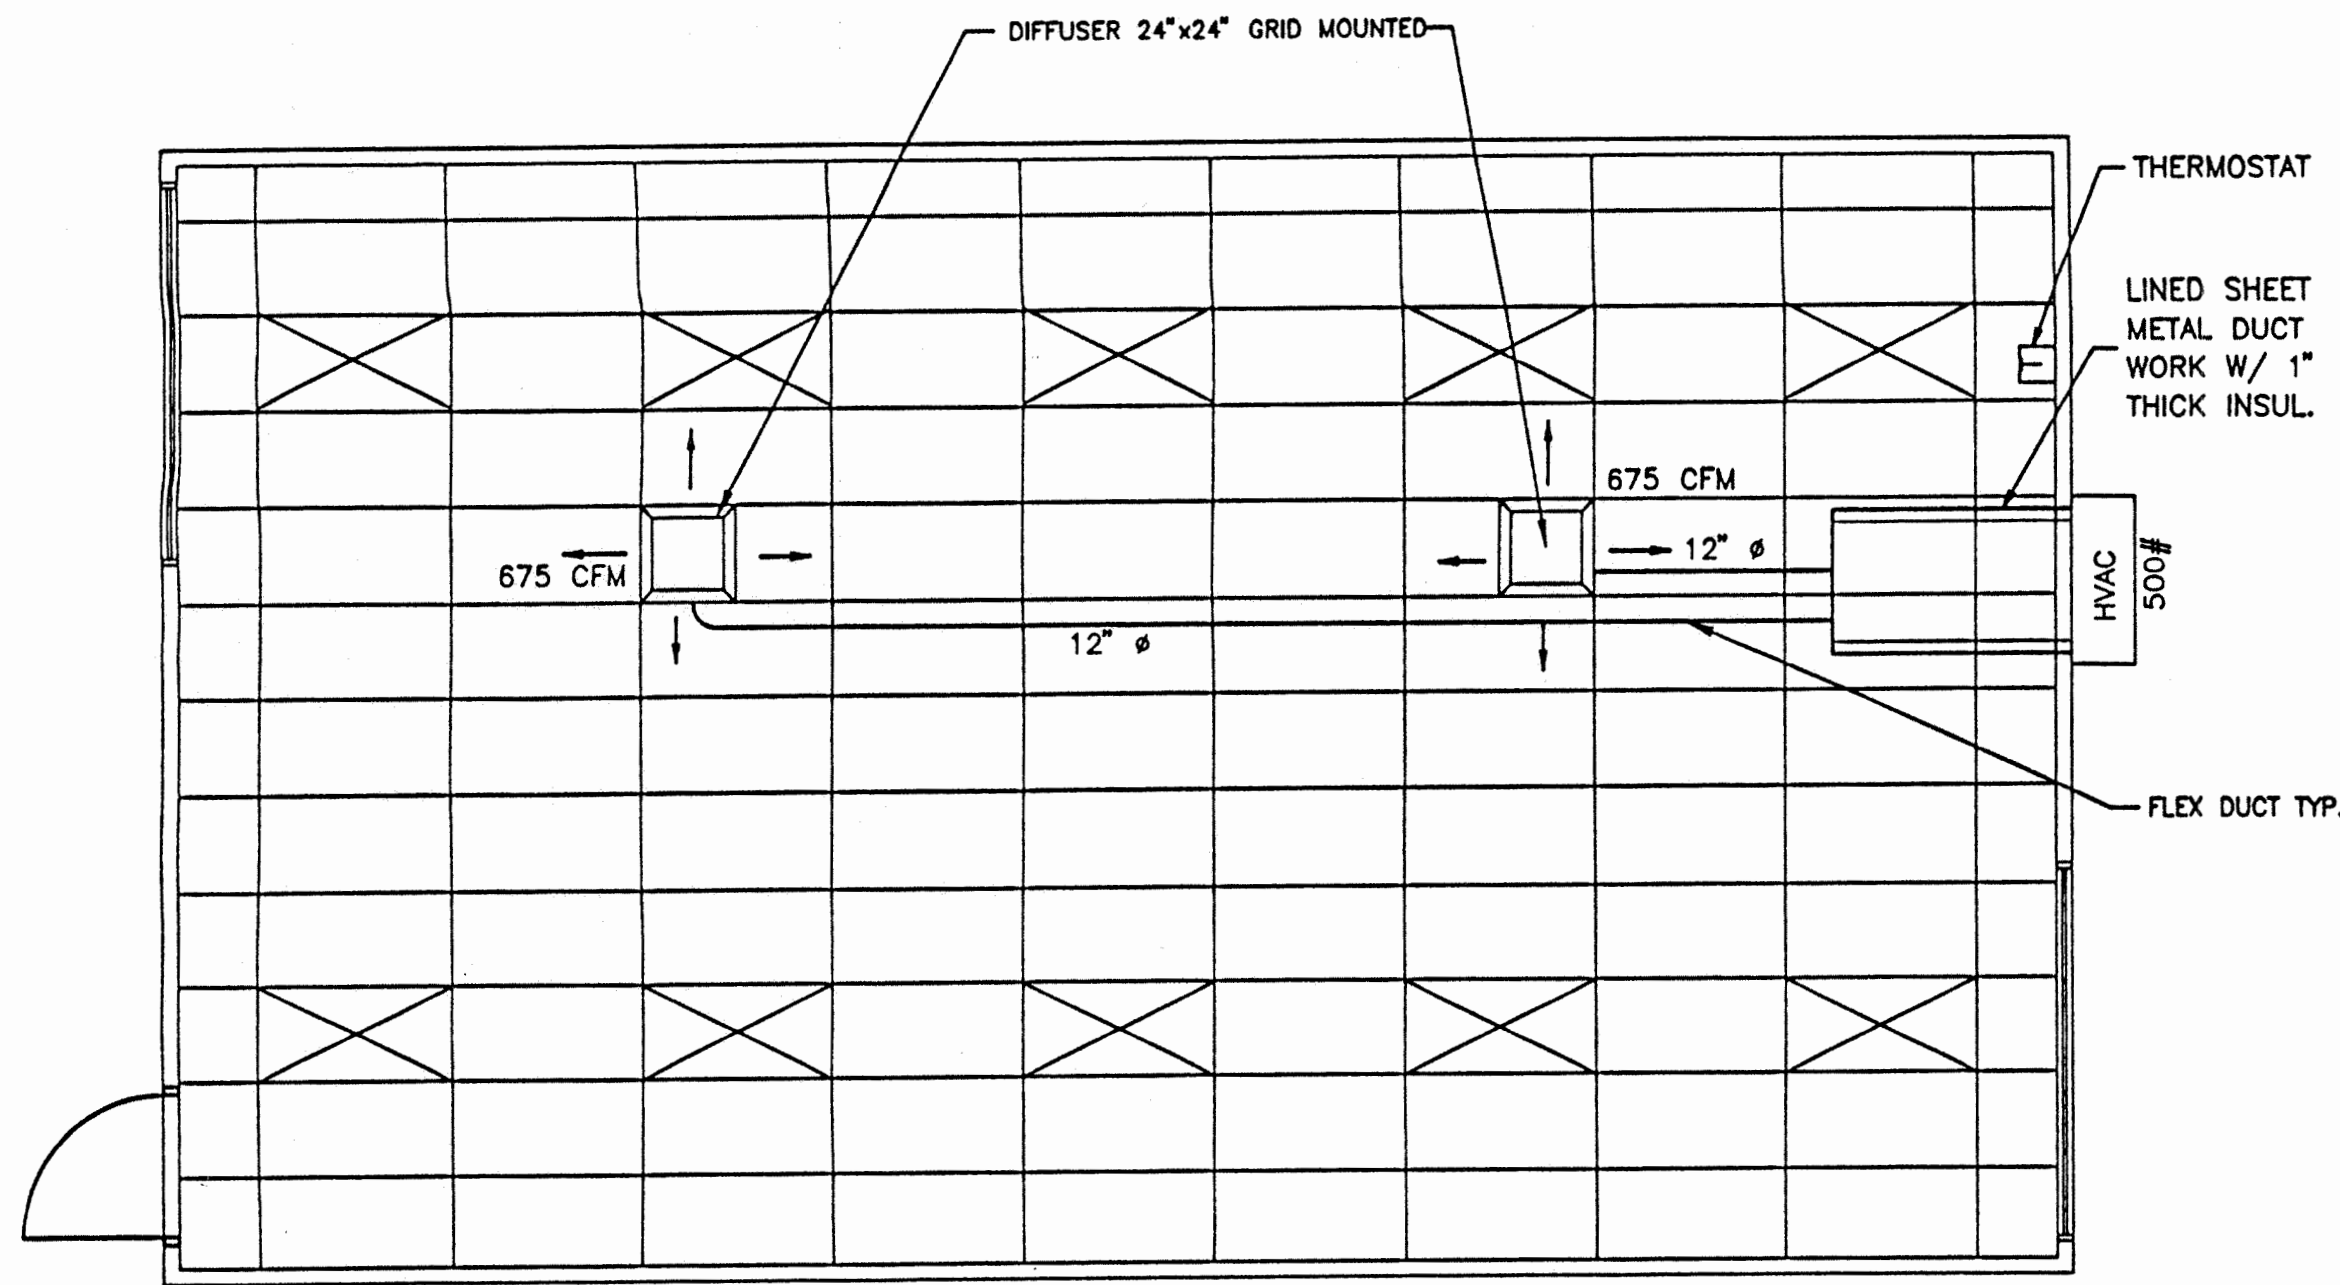 DIFFUSER 24"x24" GRID MOUNTED
THERMOSTAT
LINED SHEET
METAL DUCT
WORK W/ 1"
THICK INSUL.
675 CFM
12" ø
675 CFM
HVAC
500#
12" ø
FLEX DUCT TYP.